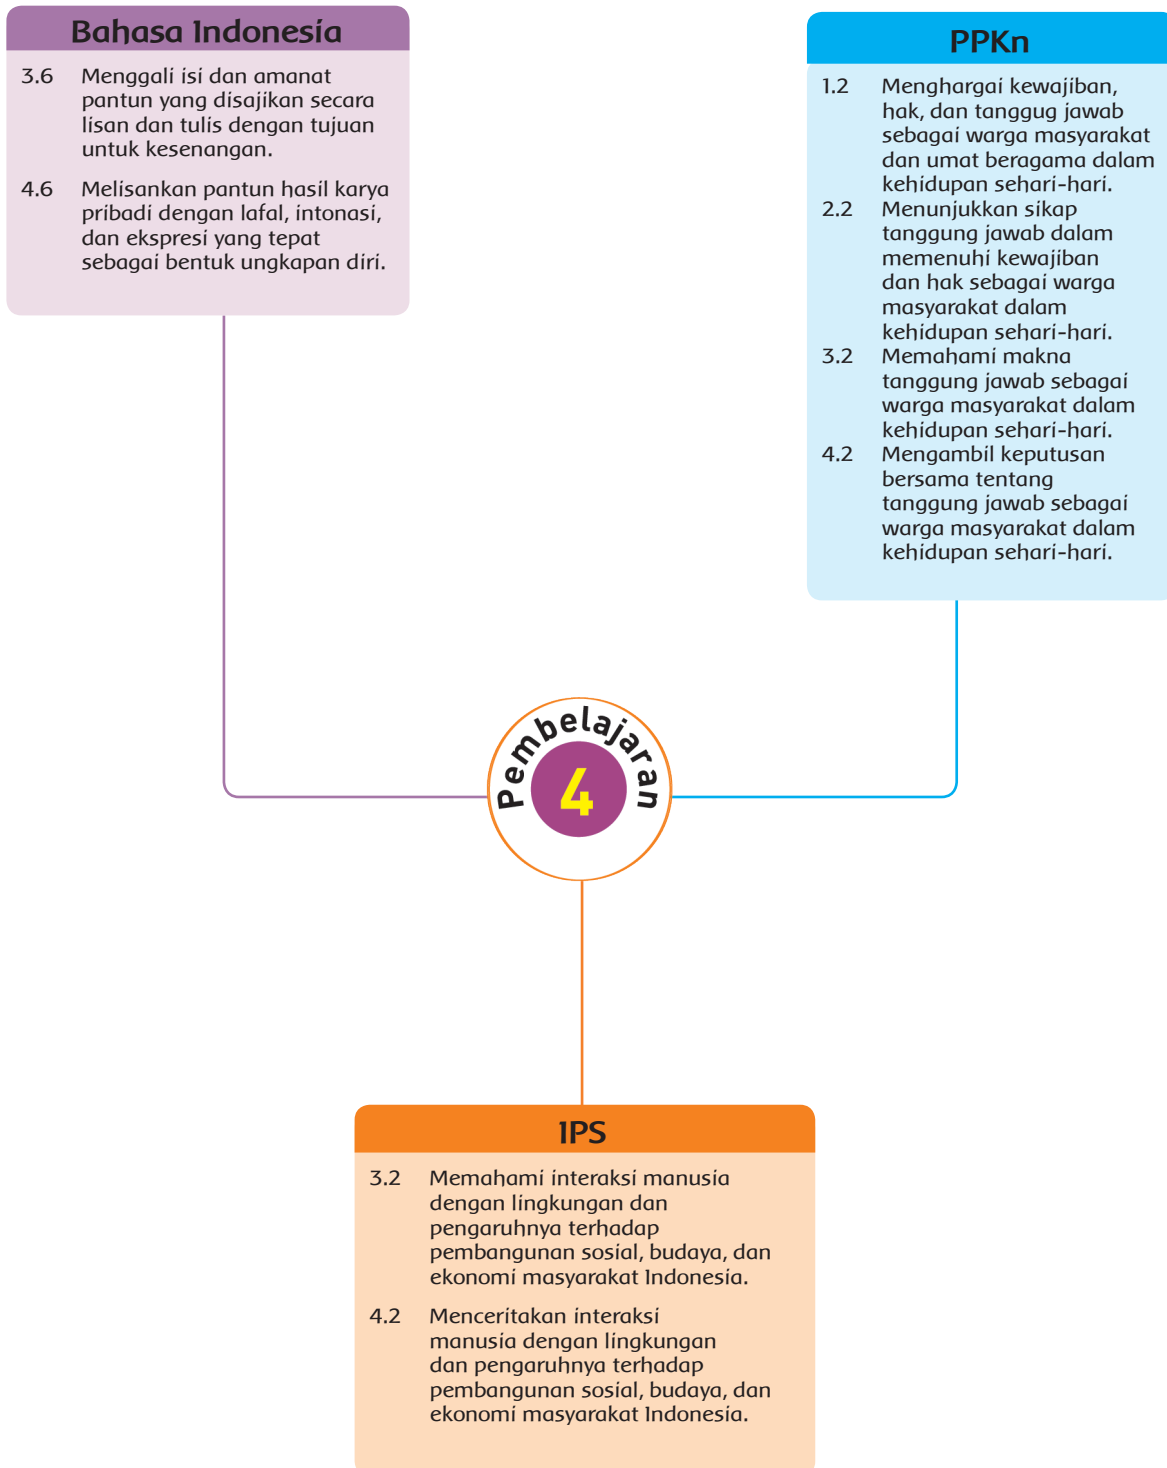 Bahasa Indonesia
3.6 Menggali isi dan amanat
pantun yang disajikan secara
lisan dan tulis dengan tujuan
untuk kesenangan.
4.6 Melisankan pantun hasil karya
pribadi dengan lafal, intonasi,
dan ekspresi yang tepat
sebagai bentuk ungkapan diri.
PPKn
1.2 Menghargai kewajiban,
hak, dan tanggug jawab
sebagai warga masyarakat
dan umat beragama dalam
kehidupan sehari-hari.
2.2 Menunjukkan sikap
tanggung jawab dalam
memenuhi kewajiban
dan hak sebagai warga
masyarakat dalam
kehidupan sehari-hari.
3.2 Memahami makna
tanggung jawab sebagai
warga masyarakat dalam
kehidupan sehari-hari.
4.2 Mengambil keputusan
bersama tentang
tanggung jawab sebagai
warga masyarakat dalam
kehidupan sehari-hari.
Pembelajaran
4
IPS
3.2 Memahami interaksi manusia
dengan lingkungan dan
pengaruhnya terhadap
pembangunan sosial, budaya, dan
ekonomi masyarakat Indonesia.
4.2 Menceritakan interaksi
manusia dengan lingkungan
dan pengaruhnya terhadap
pembangunan sosial, budaya, dan
ekonomi masyarakat Indonesia.